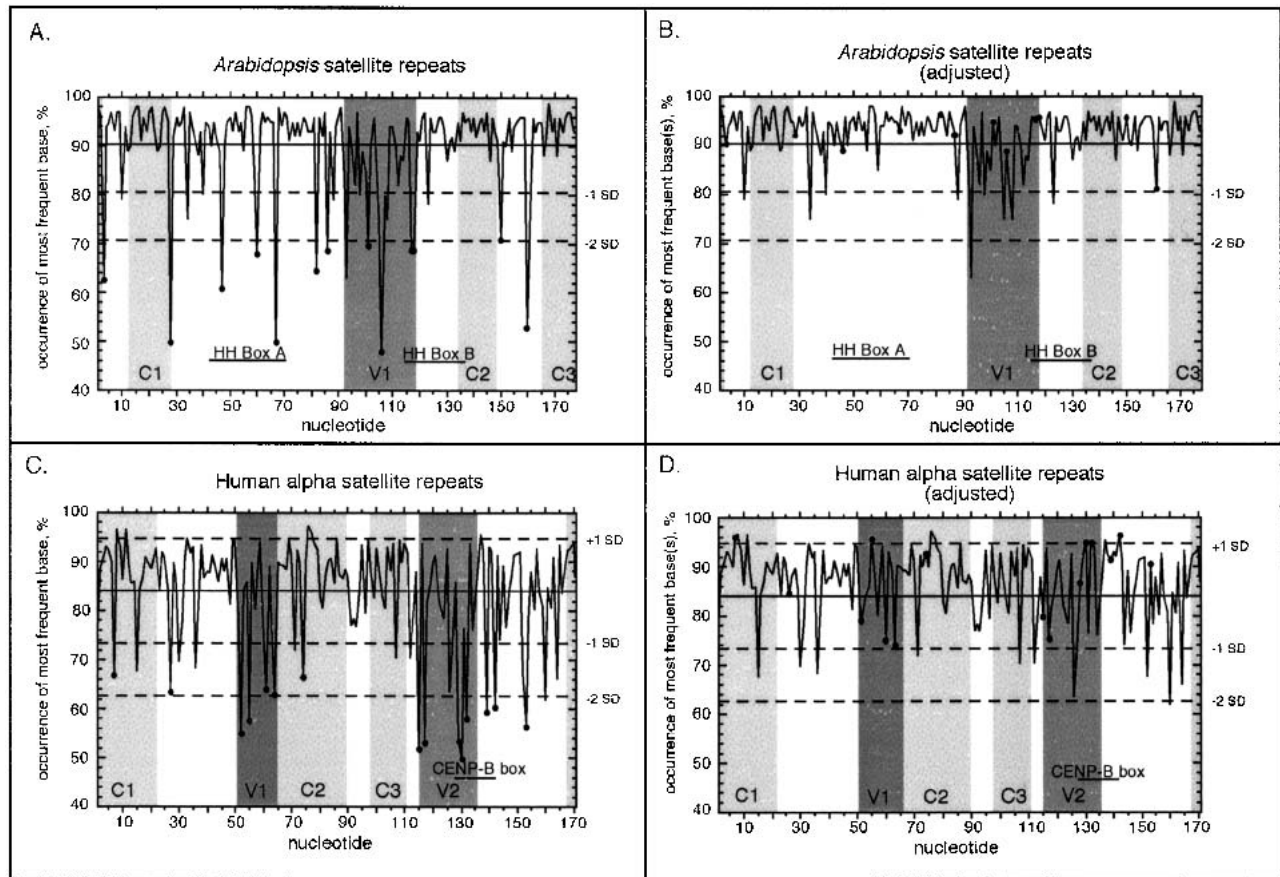 A.
Arabidopsis satellite repeats
occurrence of most frequent base, %
100
90
80
70
60
50
40
-1 SD
-2 SD
HH Box A
HH Box B
C1
V1
C2
C3
10 30 50 70 90 110 130 150 170
nucleotide
B.
Arabidopsis satellite repeats
(adjusted)
occurrence of most frequent base(s), %
100
90
80
70
60
50
40
-1 SD
-2 SD
HH Box A
HH Box B
C1
V1
C2
C3
10 30 50 70 90 110 130 150 170
nucleotide
C.
Human alpha satellite repeats
occurrence of most frequent base, %
100
90
80
70
60
50
40
+1 SD
-1 SD
-2 SD
CENP-B box
C1
V1
C2
C3
V2
10 30 50 70 90 110 130 150 170
nucleotide
D.
Human alpha satellite repeats
(adjusted)
occurrence of most frequent base(s), %
100
90
80
70
60
50
40
+1 SD
-1 SD
-2 SD
CENP-B box
C1
V1
C2
C3
V2
10 30 50 70 90 110 130 150 170
nucleotide